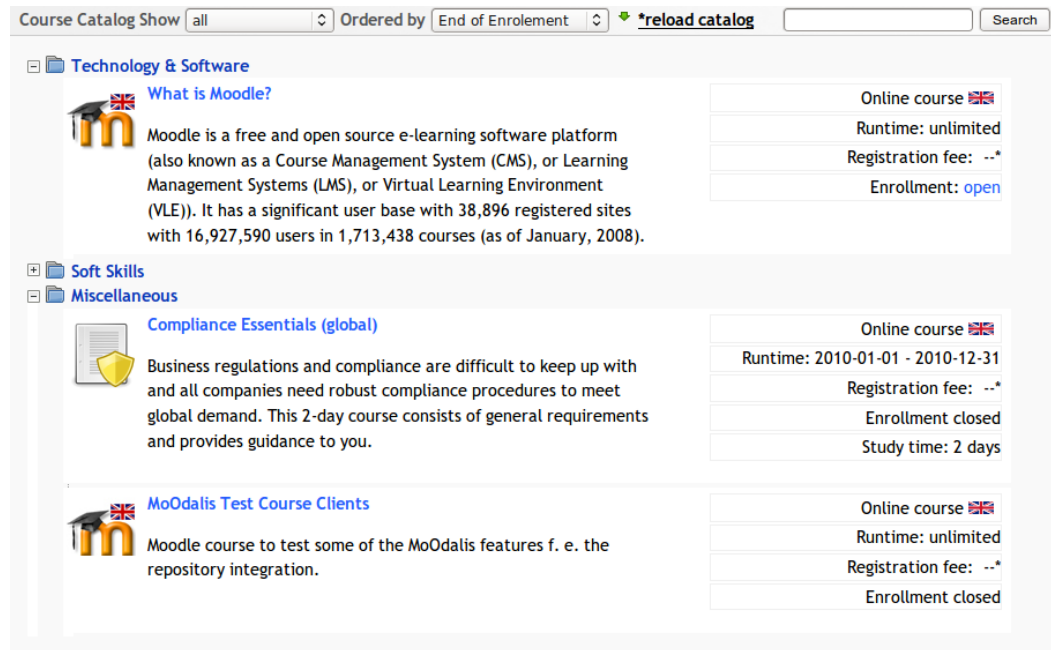 Course Catalog Show all Ordered by End of Enrolement *reload catalog Search
Technology & Software
What is Moodle?
Online course
Moodle is a free and open source e-learning software platform
Runtime: unlimited
(also known as a Course Management System (CMS), or Learning
Registration fee: --*
Management Systems (LMS), or Virtual Learning Environment
Enrollment: open
(VLE)). It has a significant user base with 38,896 registered sites
with 16,927,590 users in 1,713,438 courses (as of January, 2008).
Soft Skills
Miscellaneous
Compliance Essentials (global)
Online course
Business regulations and compliance are difficult to keep up with
Runtime: 2010-01-01 - 2010-12-31
and all companies need robust compliance procedures to meet
Registration fee: --*
global demand. This 2-day course consists of general requirements
Enrollment closed
and provides guidance to you.
Study time: 2 days
MoOdalis Test Course Clients
Online course
Moodle course to test some of the MoOdalis features f. e. the
Runtime: unlimited
repository integration.
Registration fee: --*
Enrollment closed